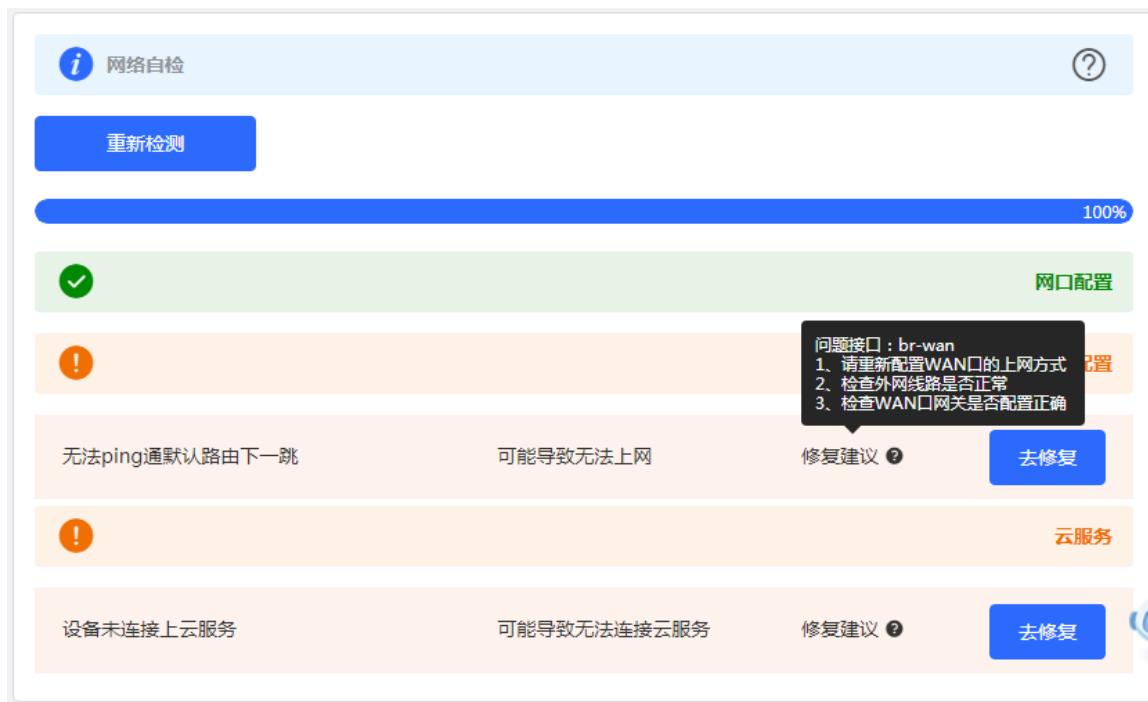 网络自检
重新检测
100%
网口配置
问题接口：br-wan
1、请重新配置WAN口的上网方式
2、检查外网线路是否正常
3、检查WAN口网关是否配置正确
置
无法ping通默认路由下一跳 可能导致无法上网 修复建议 去修复
云服务
设备未连接上云服务 可能导致无法连接云服务 修复建议 去修复